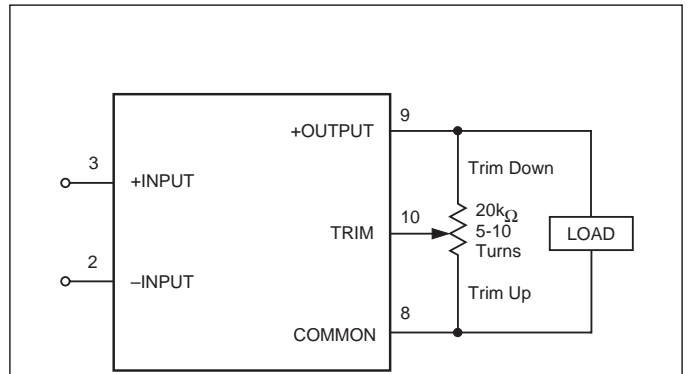 9
+OUTPUT
Trim Down
3
+INPUT
10
TRIM
20kΩ
5-10
Turns
LOAD
2
–INPUT
Trim Up
8
COMMON